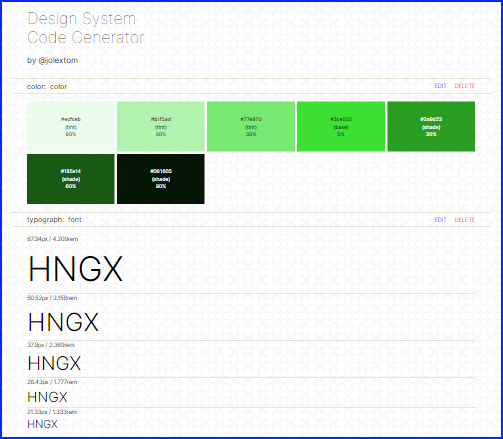 Design System
Code Generator
by @jolextom
color: color
EDIT DELETE
#ecfceb
(tint)
90%
#b1f3ad
(tint)
60%
#77e970
(tint)
30%
#3ce032
(base)
0%
#2a9d23
(shade)
30%
#185a14
(shade)
60%
#061605
(shade)
90%
typograph: font
EDIT DELETE
67.34px / 4.209rem
HNGX
50.52px / 3.158rem
HNGX
37.9px / 2.369rem
HNGX
28.43px / 1.777rem
HNGX
21.33px / 1.333rem
HNGX